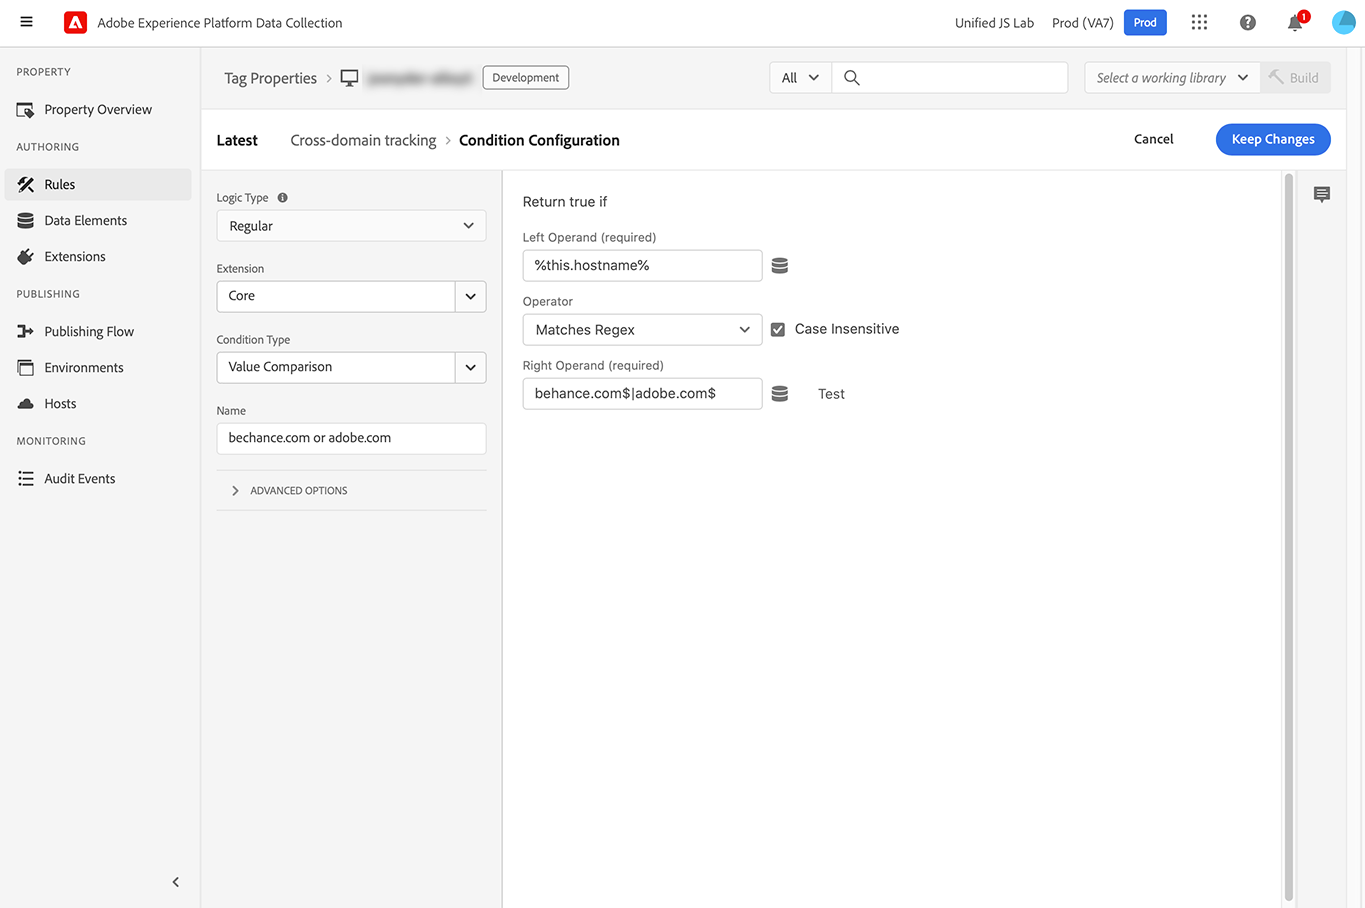 Adobe Experience Platform Data Collection
Unified JS Lab
Prod (VA7)
Prod
1
PROPERTY
Property Overview
AUTHORING
Rules
Data Elements
Extensions
PUBLISHING
Publishing Flow
Environments
Hosts
MONITORING
Audit Events
Tag Properties
Development
All
Select a working library
Build
Latest
Cross-domain tracking
Condition Configuration
Cancel
Keep Changes
Logic Type
Regular
Extension
Core
Condition Type
Value Comparison
Name
bechance.com or adobe.com
ADVANCED OPTIONS
Return true if
Left Operand (required)
%this.hostname%
Operator
Matches Regex
Case Insensitive
Right Operand (required)
behance.com$|adobe.com$
Test